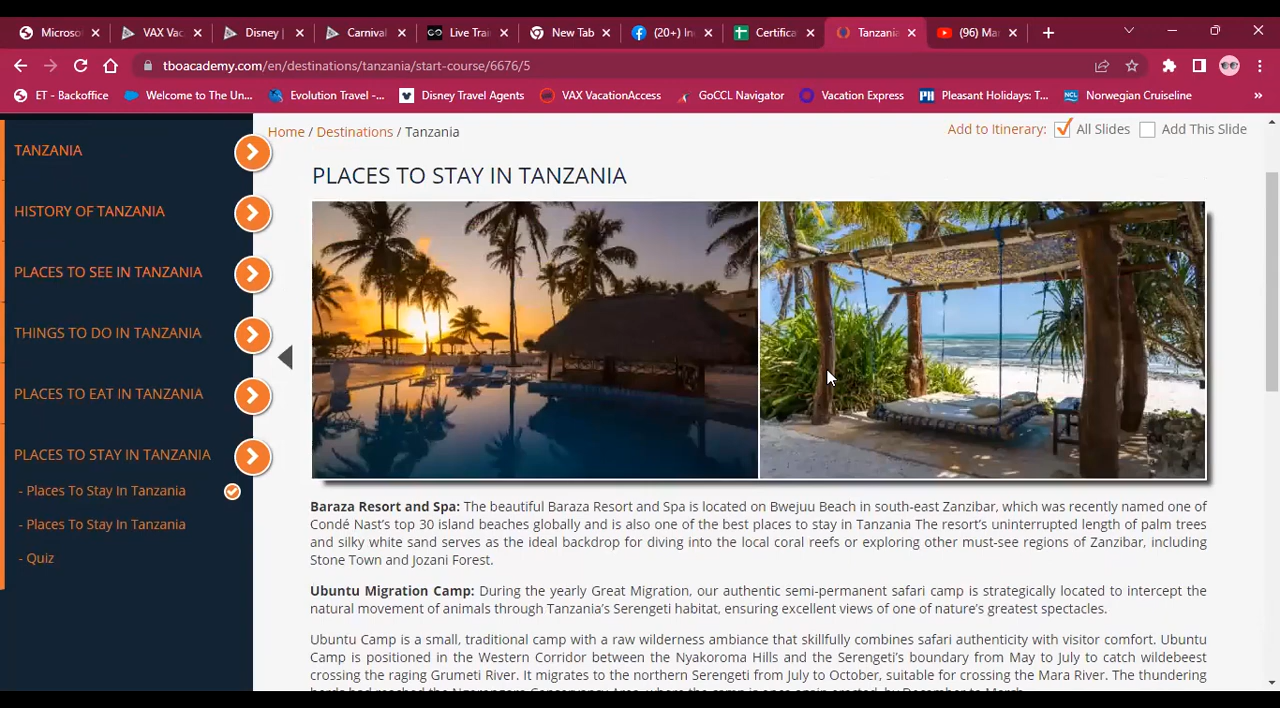 Microso
VAX Vac
Disney |
Carnival
Live Trai
New Tab
(20+) In
Certifica
Tanzania
(96) Ma
tboacademy.com/en/destinations/tanzania/start-course/6676/5
ET - Backoffice
Welcome to The Un...
Evolution Travel -...
Disney Travel Agents
VAX VacationAccess
GoCCL Navigator
Vacation Express
Pleasant Holidays: T...
Norwegian Cruiseline
»
Home / Destinations / Tanzania
Add to Itinerary: All Slides Add This Slide
TANZANIA
HISTORY OF TANZANIA
PLACES TO SEE IN TANZANIA
THINGS TO DO IN TANZANIA
PLACES TO EAT IN TANZANIA
PLACES TO STAY IN TANZANIA
- Places To Stay In Tanzania
- Places To Stay In Tanzania
- Quiz
PLACES TO STAY IN TANZANIA
Baraza Resort and Spa: The beautiful Baraza Resort and Spa is located on Bwejuu Beach in south-east Zanzibar, which was recently named one of
Condé Nast's top 30 island beaches globally and is also one of the best places to stay in Tanzania The resort's uninterrupted length of palm trees
and silky white sand serves as the ideal backdrop for diving into the local coral reefs or exploring other must-see regions of Zanzibar, including
Stone Town and Jozani Forest.
Ubuntu Migration Camp: During the yearly Great Migration, our authentic semi-permanent safari camp is strategically located to intercept the
natural movement of animals through Tanzania's Serengeti habitat, ensuring excellent views of one of nature's greatest spectacles.
Ubuntu Camp is a small, traditional camp with a raw wilderness ambiance that skillfully combines safari authenticity with visitor comfort. Ubuntu
Camp is positioned in the Western Corridor between the Nyakoroma Hills and the Serengeti's boundary from May to July to catch wildebeest
crossing the raging Grumeti River. It migrates to the northern Serengeti from July to October, suitable for crossing the Mara River. The thundering